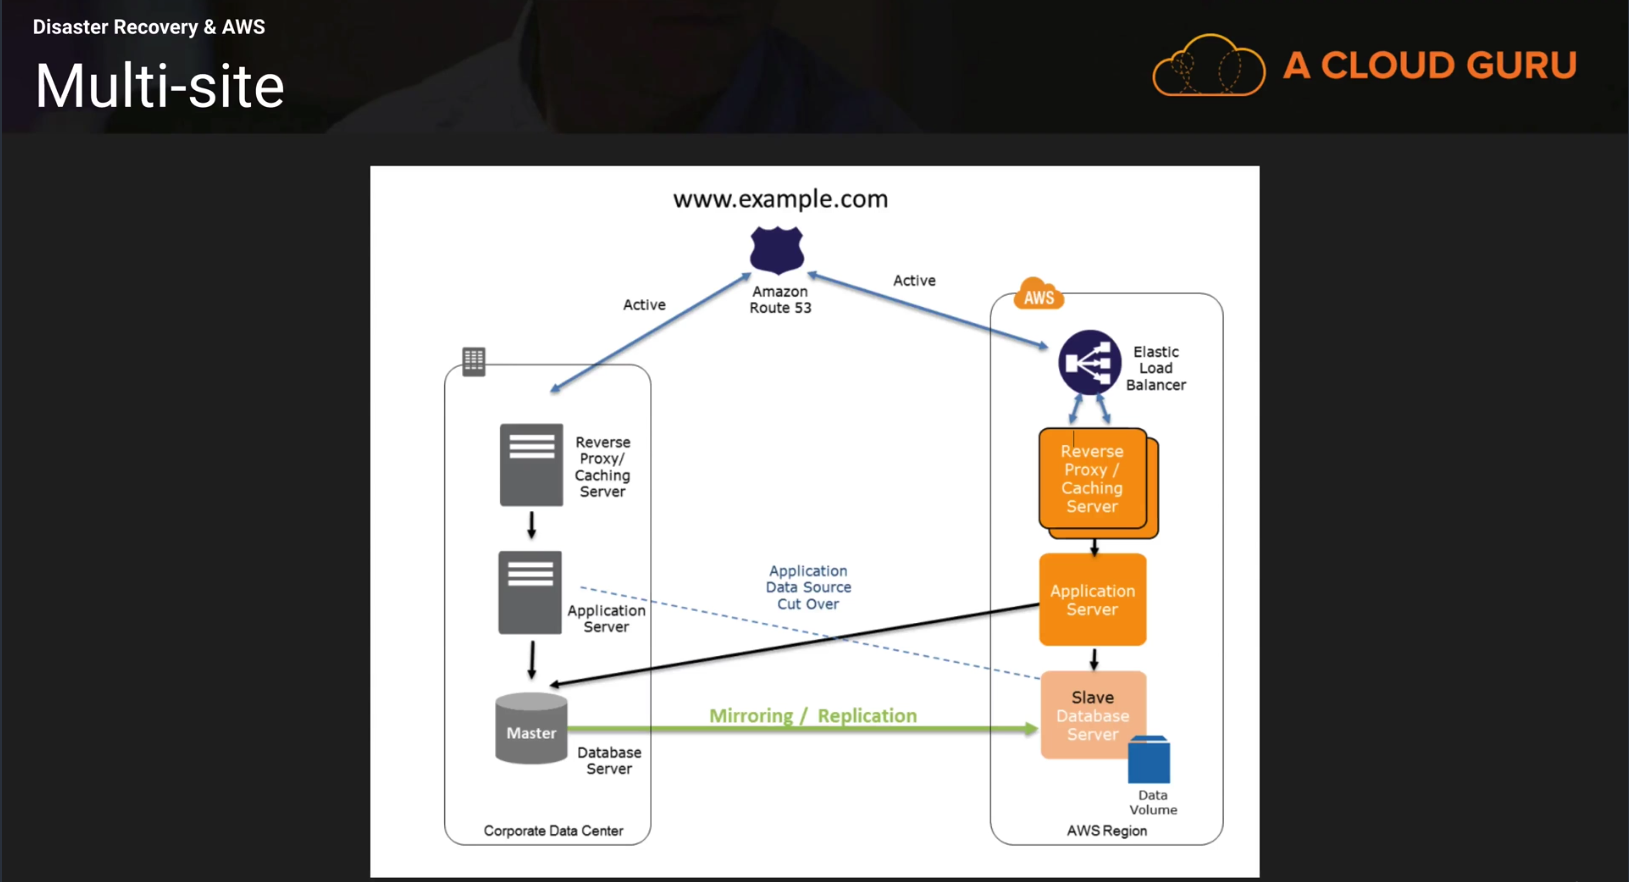 Disaster Recovery & AWS
Multi-site
A CLOUD GURU
www.example.com
Amazon
Route 53
Active
Active
AWS
Elastic
Load
Balancer
Reverse
Proxy/
Caching
Server
Reverse
Proxy /
Caching
Server
Application
Data Source
Cut Over
Application
Server
Application
Server
Mirroring / Replication
Master
Database
Server
Slave
Database
Server
Data
Volume
Corporate Data Center
AWS Region